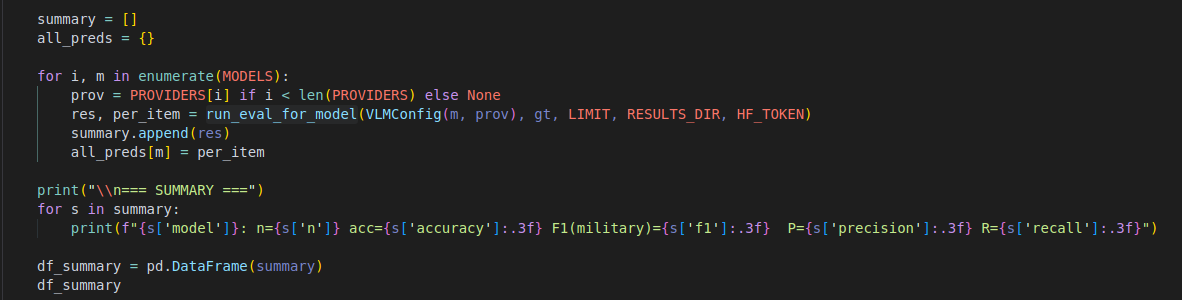 summary = []
all_preds = {}

for i, m in enumerate(MODELS):
    prov = PROVIDERS[i] if i < len(PROVIDERS) else None
    res, per_item = run_eval_for_model(VLMConfig(m, prov), gt, LIMIT, RESULTS_DIR, HF_TOKEN)
    summary.append(res)
    all_preds[m] = per_item

print("\\n=== SUMMARY ===")
for s in summary:
    print(f"{s['model']}: n={s['n']} acc={s['accuracy']:.3f} F1(military)={s['f1']:.3f}  P={s['precision']:.3f} R={s['recall']:.3f}")

df_summary = pd.DataFrame(summary)
df_summary